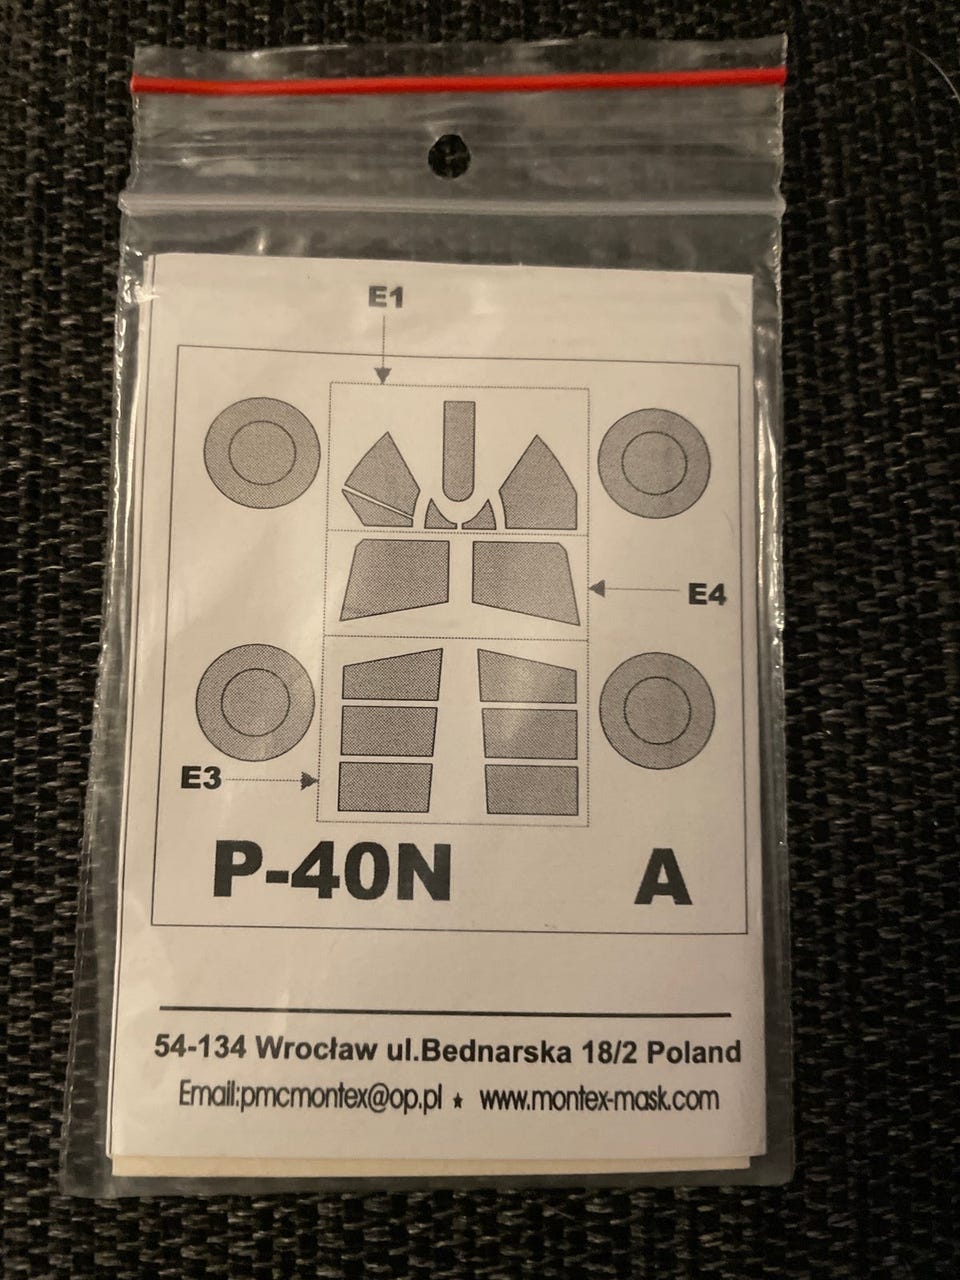 E1
E4
E3
P-40N A
54-134 Wrocław ul.Bednarska 18/2 Poland
Email:pmcmontex@op.pl ★ www.montex-mask.com